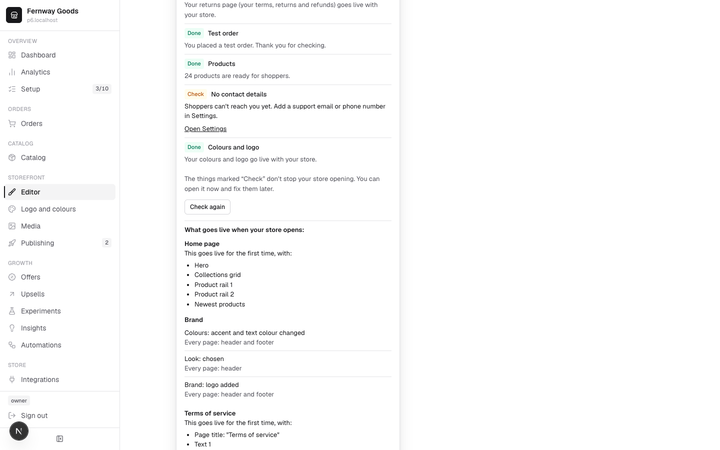 Fernway Goods
p6.localhost
OVERVIEW
Dashboard
Analytics
Setup 3/10
ORDERS
Orders
CATALOG
Catalog
STOREFRONT
Editor
Logo and colours
Media
Publishing 2
GROWTH
Offers
Upsells
Experiments
Insights
Automations
STORE
Integrations
owner
Sign out
N
Your returns page (your terms, returns and refunds) goes live with
your store.
Done Test order
You placed a test order. Thank you for checking.
Done Products
24 products are ready for shoppers.
Check No contact details
Shoppers can't reach you yet. Add a support email or phone number
in Settings.
Open Settings
Done Colours and logo
Your colours and logo go live with your store.
The things marked "Check" don't stop your store opening. You can
open it now and fix them later.
Check again
What goes live when your store opens:
Home page
This goes live for the first time, with:
• Hero
• Collections grid
• Product rail 1
• Product rail 2
• Newest products
Brand
Colours: accent and text colour changed
Every page: header and footer
Look: chosen
Every page: header
Brand: logo added
Every page: header and footer
Terms of service
This goes live for the first time, with:
• Page title: "Terms of service"
• Text 1